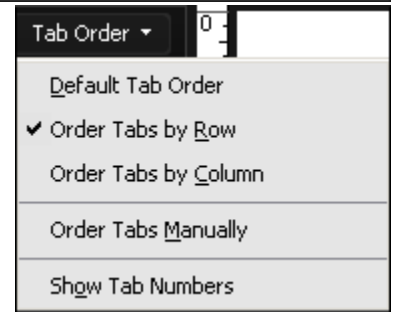 Tab Order
0
Default Tab Order
Order Tabs by Row
Order Tabs by Column
Order Tabs Manually
Show Tab Numbers